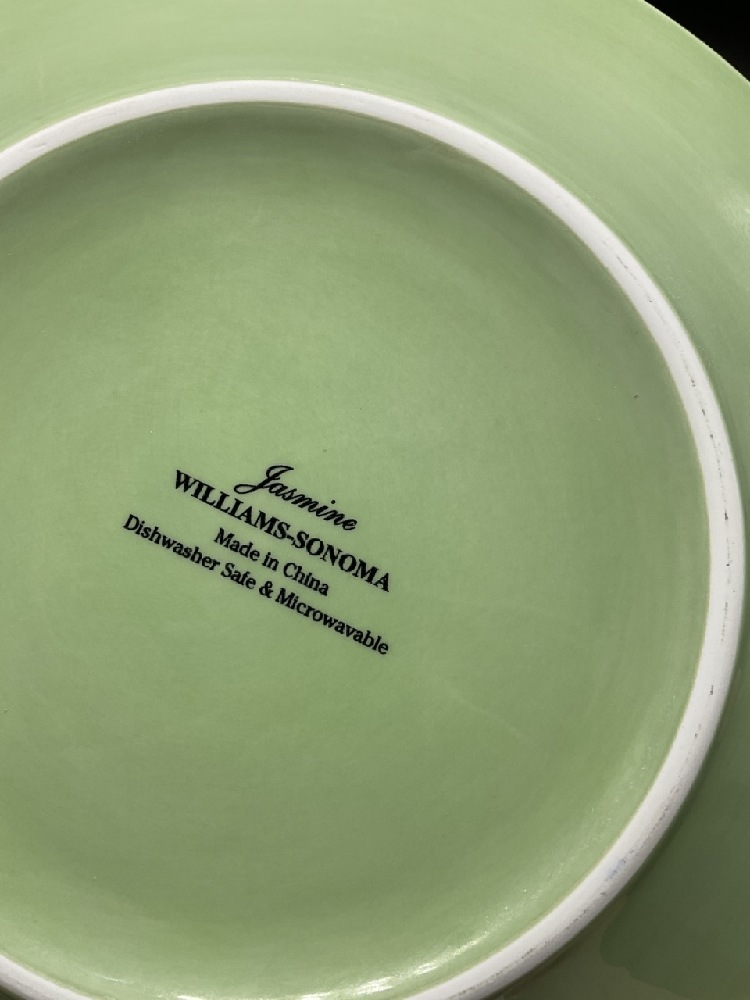 Jasmine
WILLIAMS-SONOMA
Made in China
Dishwasher Safe & Microwavable